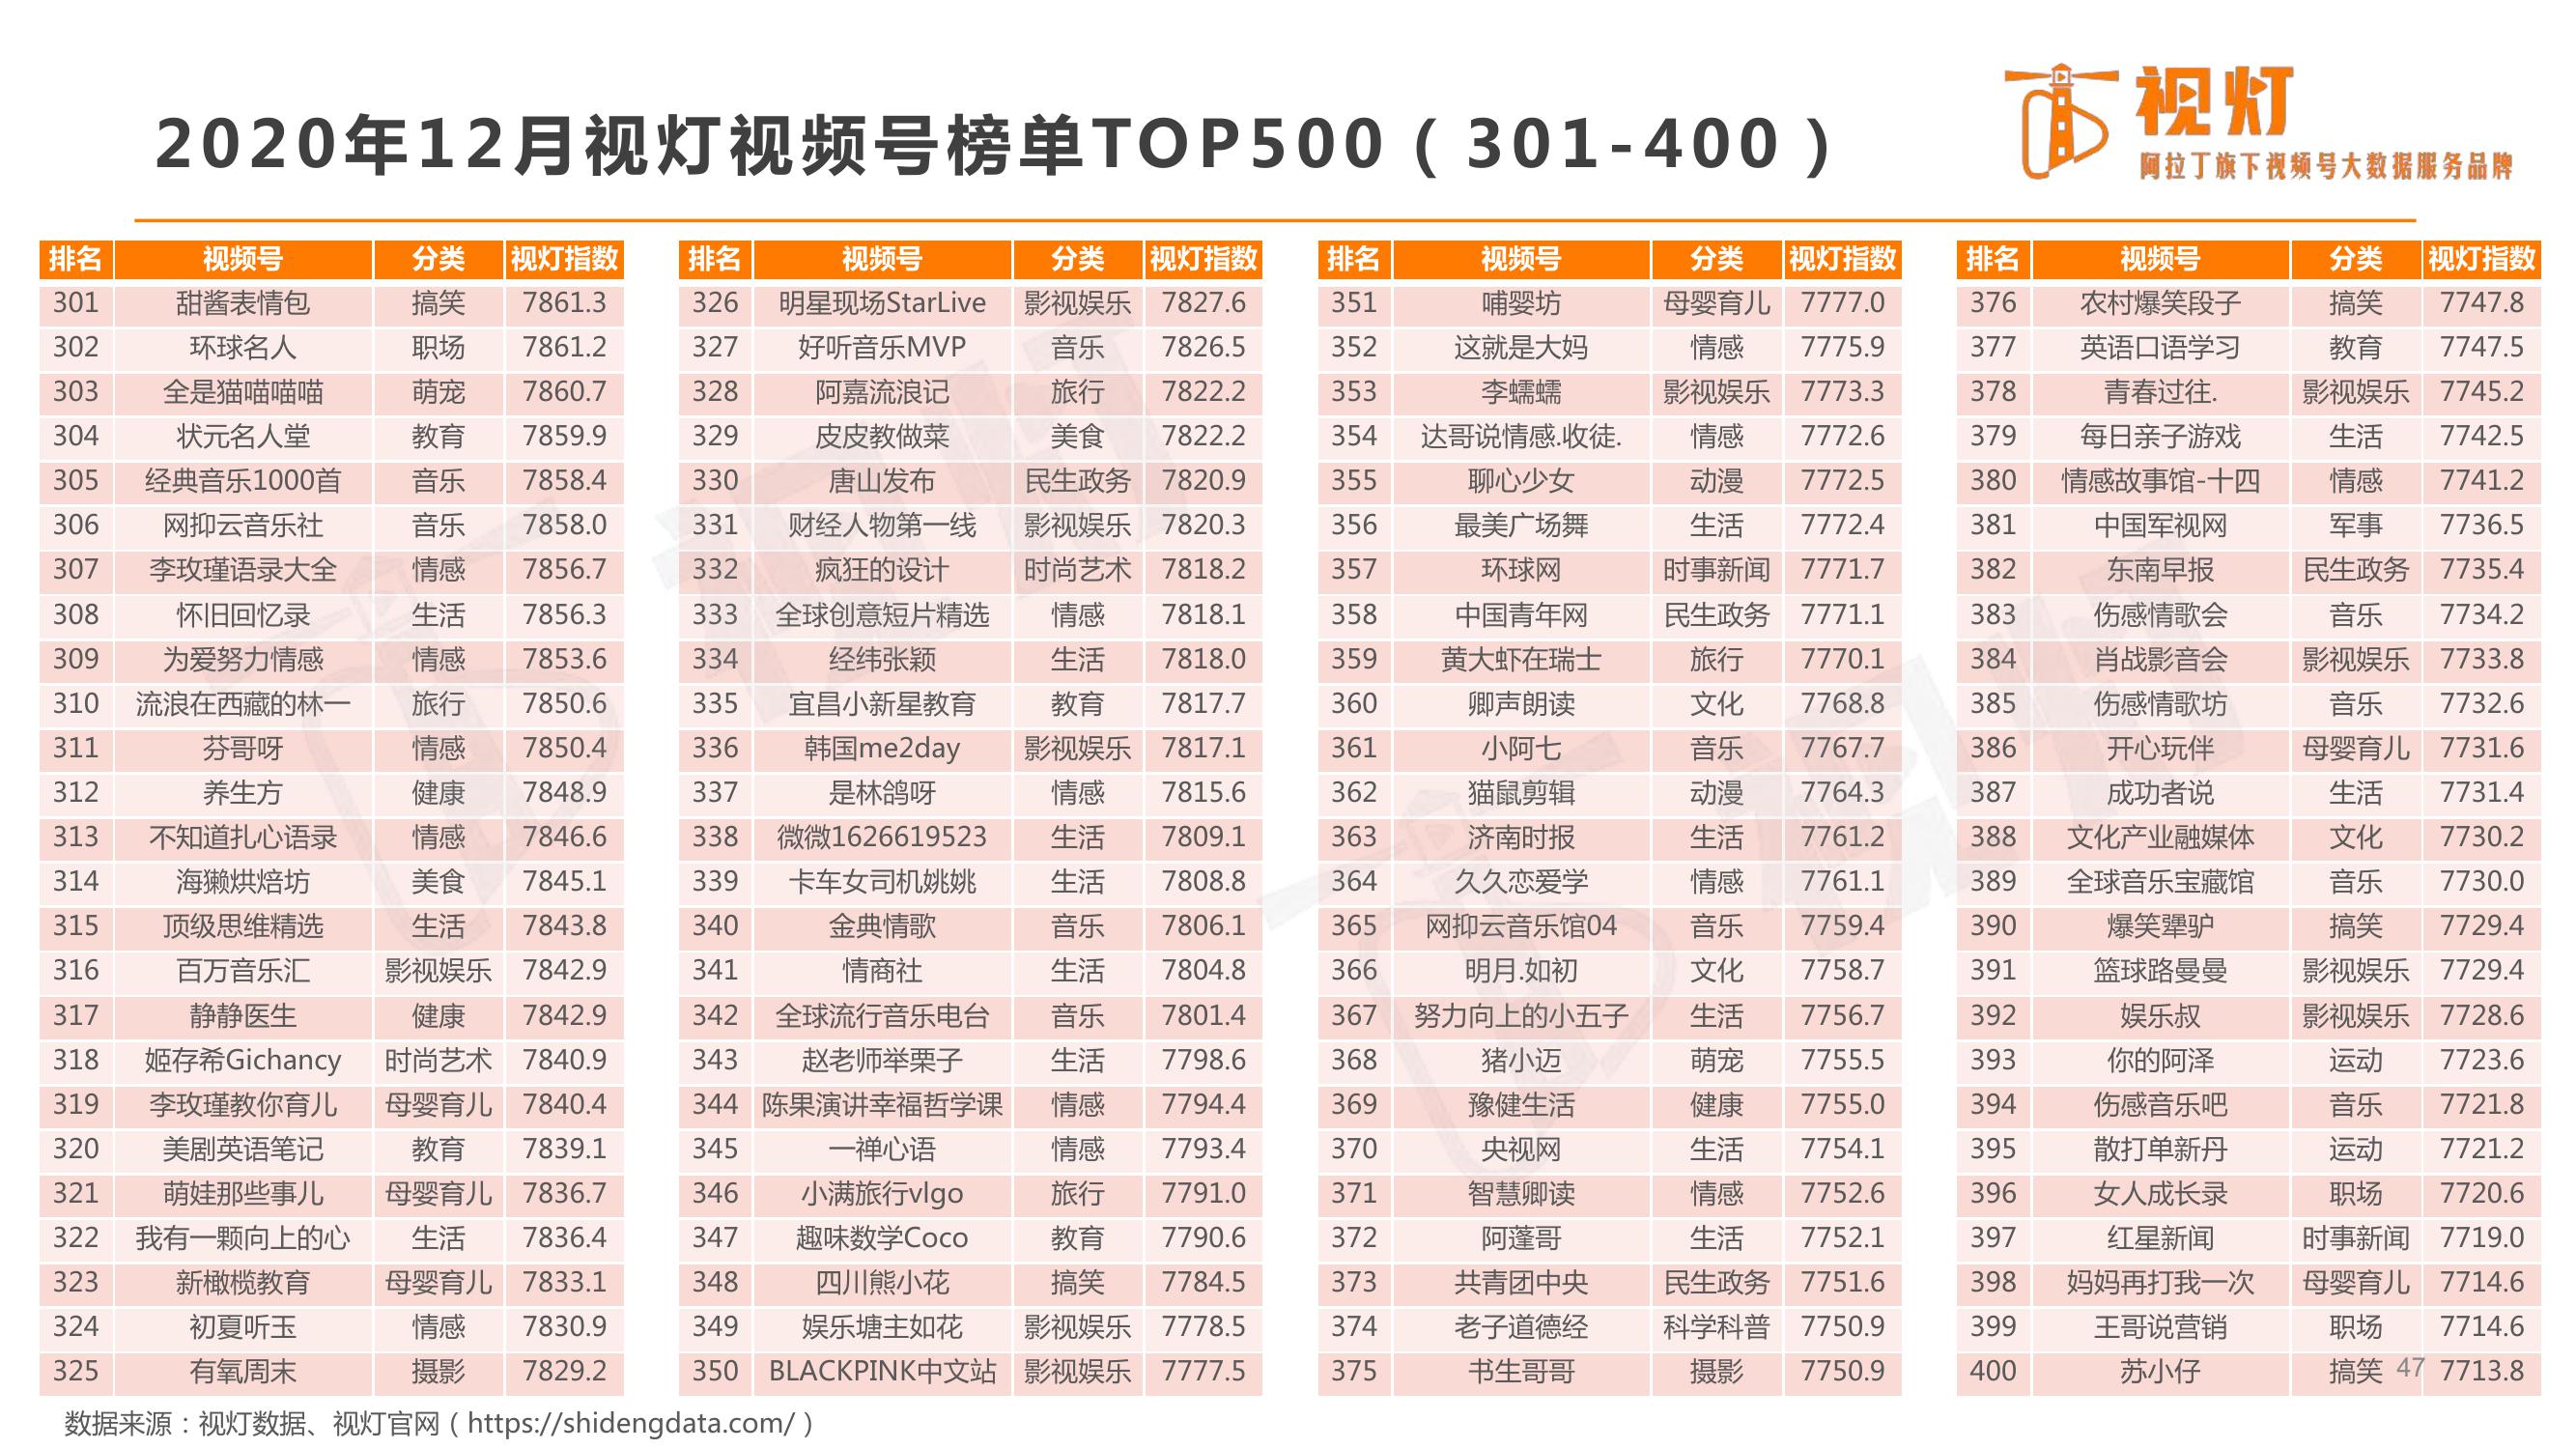 2020年12月视灯视频号榜单TOP500（301-400）
视灯
阿拉丁旗下视频号大数据服务品牌
排名 视频号 分类 视灯指数
301 甜酱表情包 搞笑 7861.3
302 环球名人 职场 7861.2
303 全是猫喵喵喵 萌宠 7860.7
304 状元名人堂 教育 7859.9
305 经典音乐1000首 音乐 7858.4
306 网抑云音乐社 音乐 7858.0
307 李玫瑾语录大全 情感 7856.7
308 怀旧回忆录 生活 7856.3
309 为爱努力情感 情感 7853.6
310 流浪在西藏的林一 旅行 7850.6
311 芬哥呀 情感 7850.4
312 养生方 健康 7848.9
313 不知道扎心语录 情感 7846.6
314 海獭烘焙坊 美食 7845.1
315 顶级思维精选 生活 7843.8
316 百万音乐汇 影视娱乐 7842.9
317 静静医生 健康 7842.9
318 姬存希Gichancy 时尚艺术 7840.9
319 李玫瑾教你育儿 母婴育儿 7840.4
320 美剧英语笔记 教育 7839.1
321 萌娃那些事儿 母婴育儿 7836.7
322 我有一颗向上的心 生活 7836.4
323 新橄榄教育 母婴育儿 7833.1
324 初夏听玉 情感 7830.9
325 有氧周末 摄影 7829.2
排名 视频号 分类 视灯指数
326 明星现场StarLive 影视娱乐 7827.6
327 好听音乐MVP 音乐 7826.5
328 阿嘉流浪记 旅行 7822.2
329 皮皮教做菜 美食 7822.2
330 唐山发布 民生政务 7820.9
331 财经人物第一线 影视娱乐 7820.3
332 疯狂的设计 时尚艺术 7818.2
333 全球创意短片精选 情感 7818.1
334 经纬张颖 生活 7818.0
335 宜昌小新星教育 教育 7817.7
336 韩国me2day 影视娱乐 7817.1
337 是林鸽呀 情感 7815.6
338 微微1626619523 生活 7809.1
339 卡车女司机姚姚 生活 7808.8
340 金典情歌 音乐 7806.1
341 情商社 生活 7804.8
342 全球流行音乐电台 音乐 7801.4
343 赵老师举栗子 生活 7798.6
344 陈果演讲幸福哲学课 情感 7794.4
345 一禅心语 情感 7793.4
346 小满旅行vlgo 旅行 7791.0
347 趣味数学Coco 教育 7790.6
348 四川熊小花 搞笑 7784.5
349 娱乐塘主如花 影视娱乐 7778.5
350 BLACKPINK中文站 影视娱乐 7777.5
排名 视频号 分类 视灯指数
351 哺婴坊 母婴育儿 7777.0
352 这就是大妈 情感 7775.9
353 李蠕蠕 影视娱乐 7773.3
354 达哥说情感.收徒. 情感 7772.6
355 聊心少女 动漫 7772.5
356 最美广场舞 生活 7772.4
357 环球网 时事新闻 7771.7
358 中国青年网 民生政务 7771.1
359 黄大虾在瑞士 旅行 7770.1
360 卿声朗读 文化 7768.8
361 小阿七 音乐 7767.7
362 猫鼠剪辑 动漫 7764.3
363 济南时报 生活 7761.2
364 久久恋爱学 情感 7761.1
365 网抑云音乐馆04 音乐 7759.4
366 明月.如初 文化 7758.7
367 努力向上的小五子 生活 7756.7
368 猪小迈 萌宠 7755.5
369 豫健生活 健康 7755.0
370 央视网 生活 7754.1
371 智慧卿读 情感 7752.6
372 阿蓬哥 生活 7752.1
373 共青团中央 民生政务 7751.6
374 老子道德经 科学科普 7750.9
375 书生哥哥 摄影 7750.9
排名 视频号 分类 视灯指数
376 农村爆笑段子 搞笑 7747.8
377 英语口语学习 教育 7747.5
378 青春过往. 影视娱乐 7745.2
379 每日亲子游戏 生活 7742.5
380 情感故事馆-十四 情感 7741.2
381 中国军视网 军事 7736.5
382 东南早报 民生政务 7735.4
383 伤感情歌会 音乐 7734.2
384 肖战影音会 影视娱乐 7733.8
385 伤感情歌坊 音乐 7732.6
386 开心玩伴 母婴育儿 7731.6
387 成功者说 生活 7731.4
388 文化产业融媒体 文化 7730.2
389 全球音乐宝藏馆 音乐 7730.0
390 爆笑犟驴 搞笑 7729.4
391 篮球路曼曼 影视娱乐 7729.4
392 娱乐叔 影视娱乐 7728.6
393 你的阿泽 运动 7723.6
394 伤感音乐吧 音乐 7721.8
395 散打单新丹 运动 7721.2
396 女人成长录 职场 7720.6
397 红星新闻 时事新闻 7719.0
398 妈妈再打我一次 母婴育儿 7714.6
399 王哥说营销 职场 7714.6
400 苏小仔 搞笑 7713.8
47
数据来源：视灯数据、视灯官网（https://shidengdata.com/）